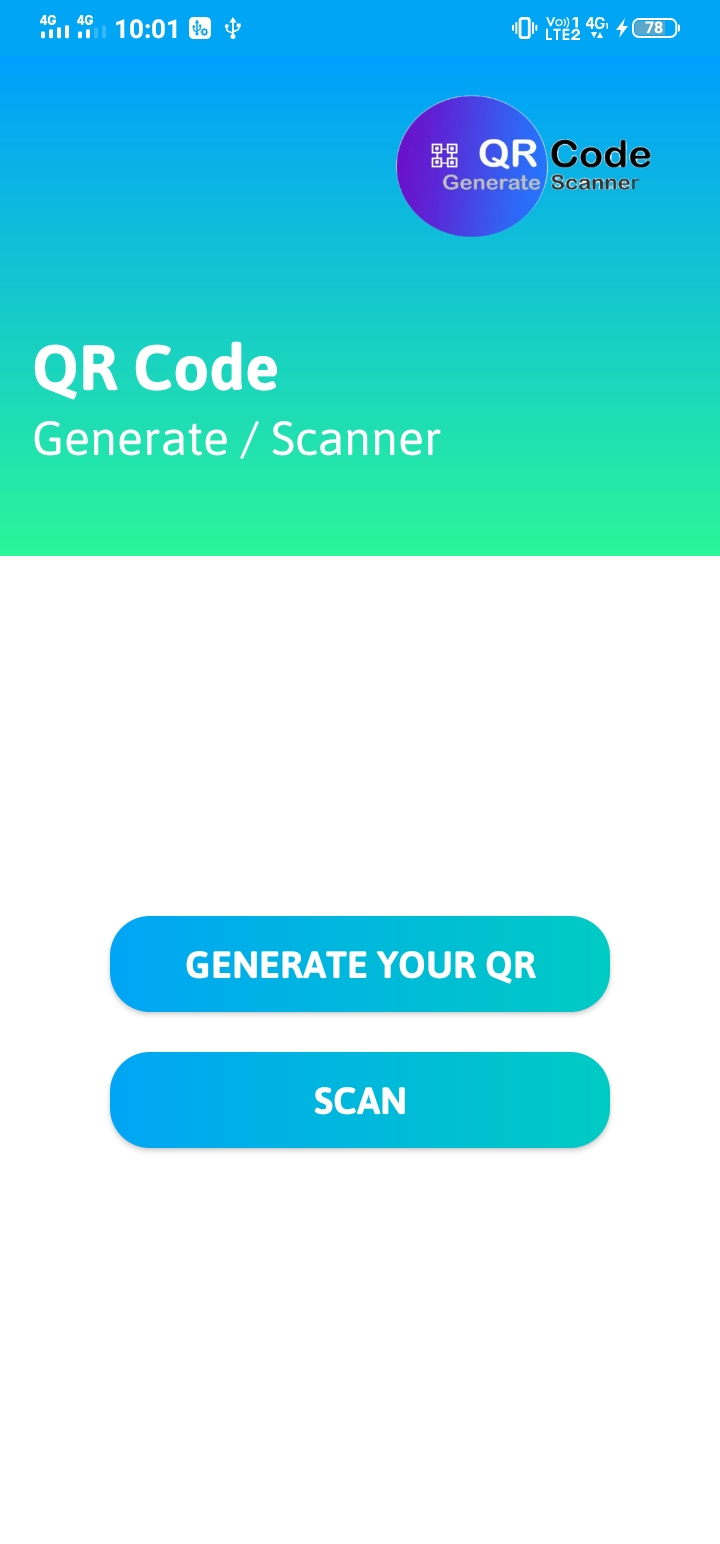 4G 4G 10:01 Vo)) 1 LTE2 4G 78
QR Code
Generate Scanner
QR Code
Generate / Scanner
GENERATE YOUR QR
SCAN